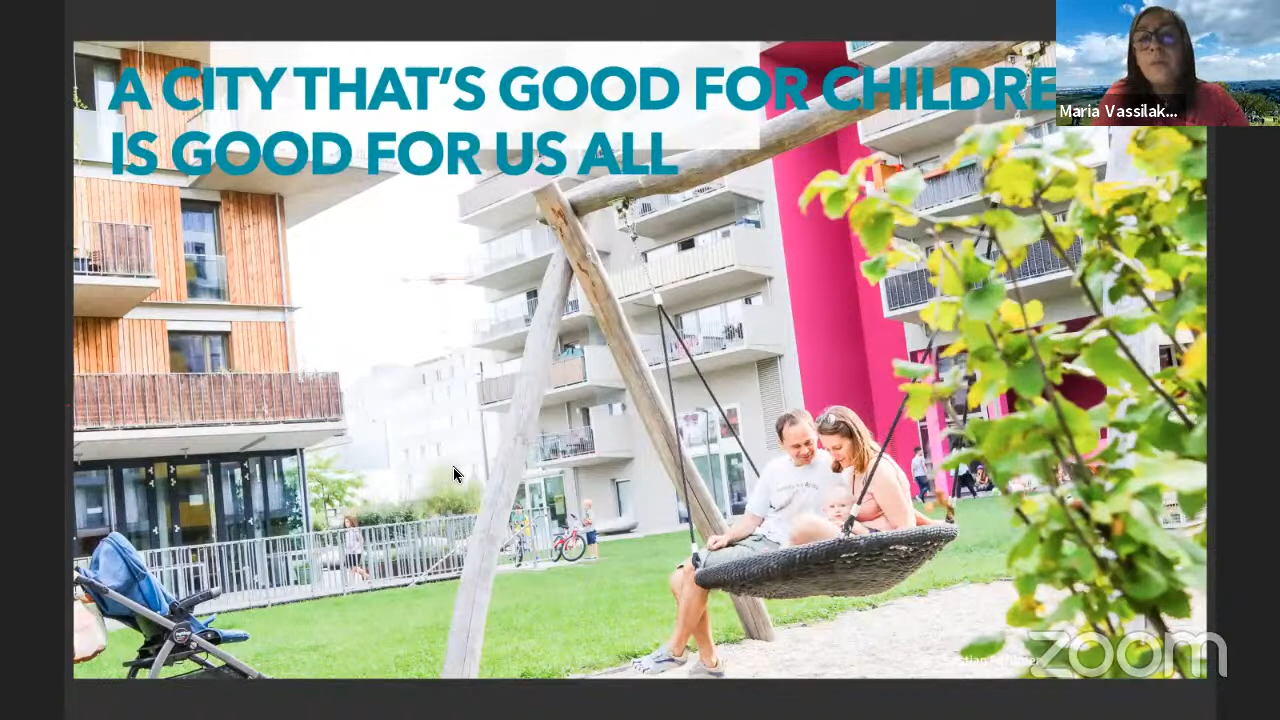 A CITY THAT'S GOOD FOR CHILDRE
IS GOOD FOR US ALL
Maria Vassilak...
zoom